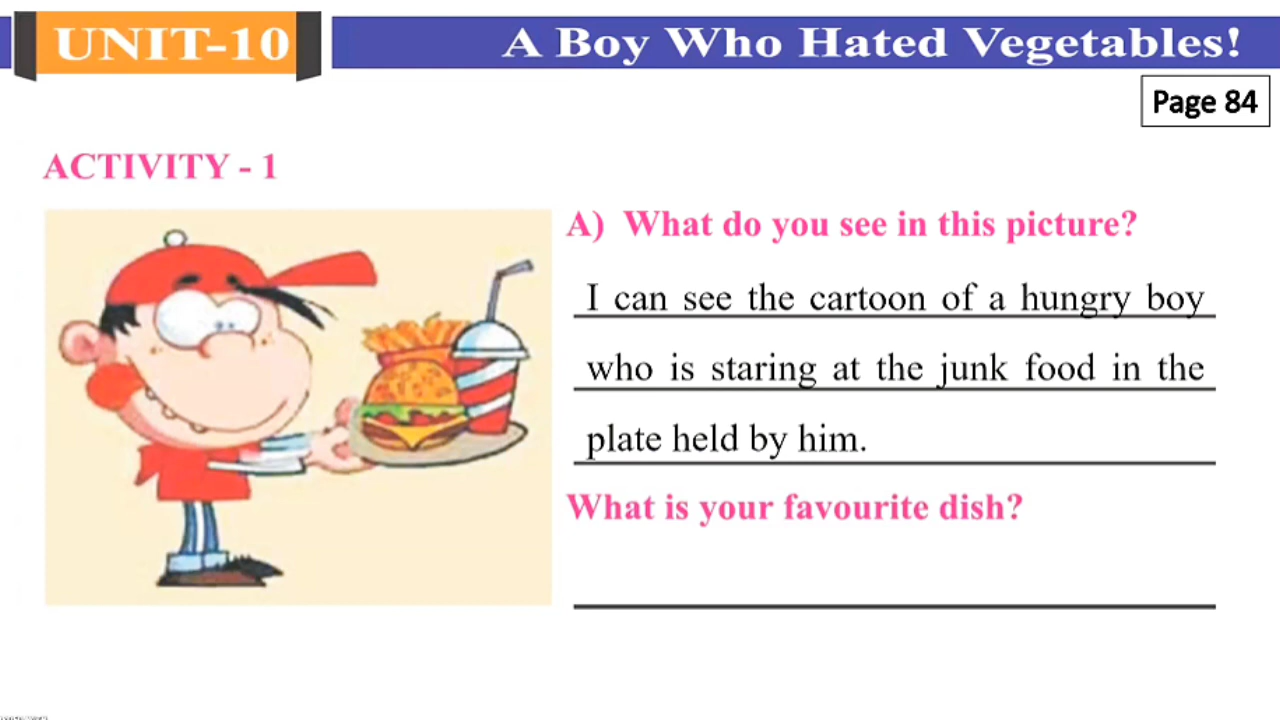 UNIT-10
A Boy Who Hated Vegetables!
Page 84
ACTIVITY - 1
A) What do you see in this picture?
I can see the cartoon of a hungry boy
who is staring at the junk food in the
plate held by him.
What is your favourite dish?